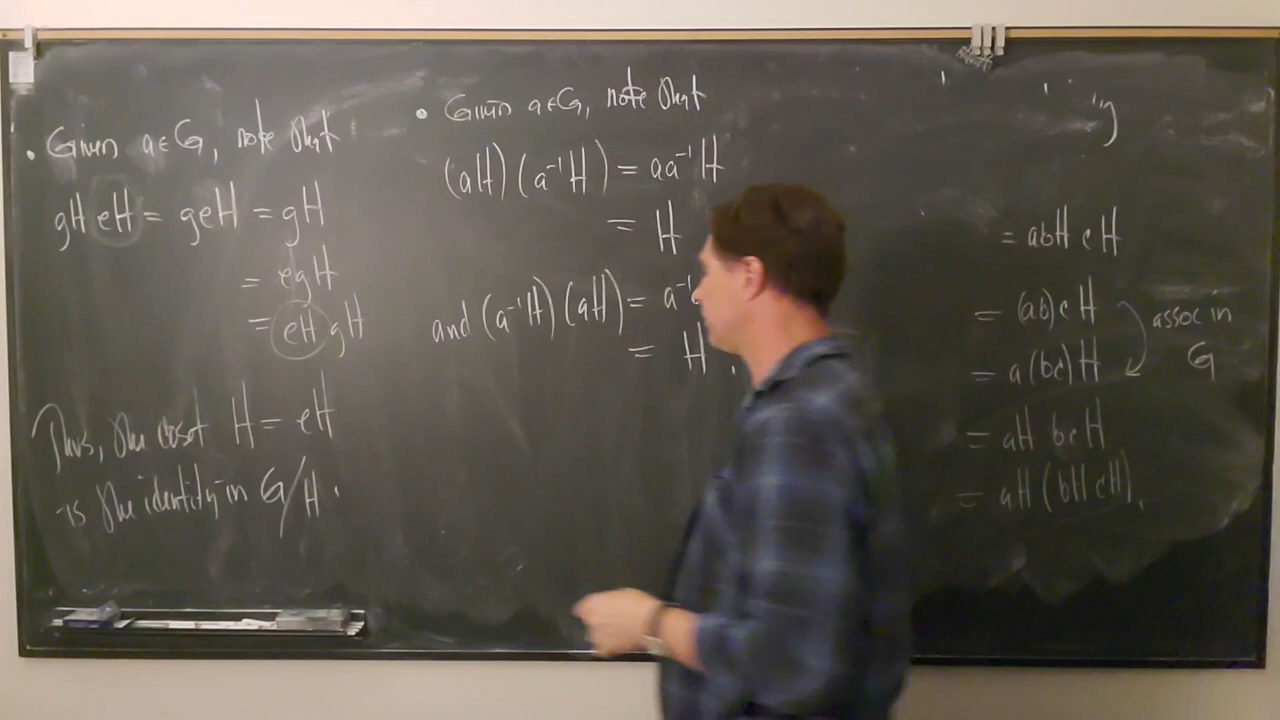 • Given a∈G, note that
gH eH = geH = gH
= egH
= eH gH
Thus, the coset H = eH
is the identity in G/H.
• Given a∈G, note that
(aH)(a⁻¹H) = aa⁻¹H
= H
and (a⁻¹H)(aH) = a⁻¹
= H.
= abH cH
= (ab)cH
= a(bc)H
assoc in
G
= aH bcH
= aH(bH cH).